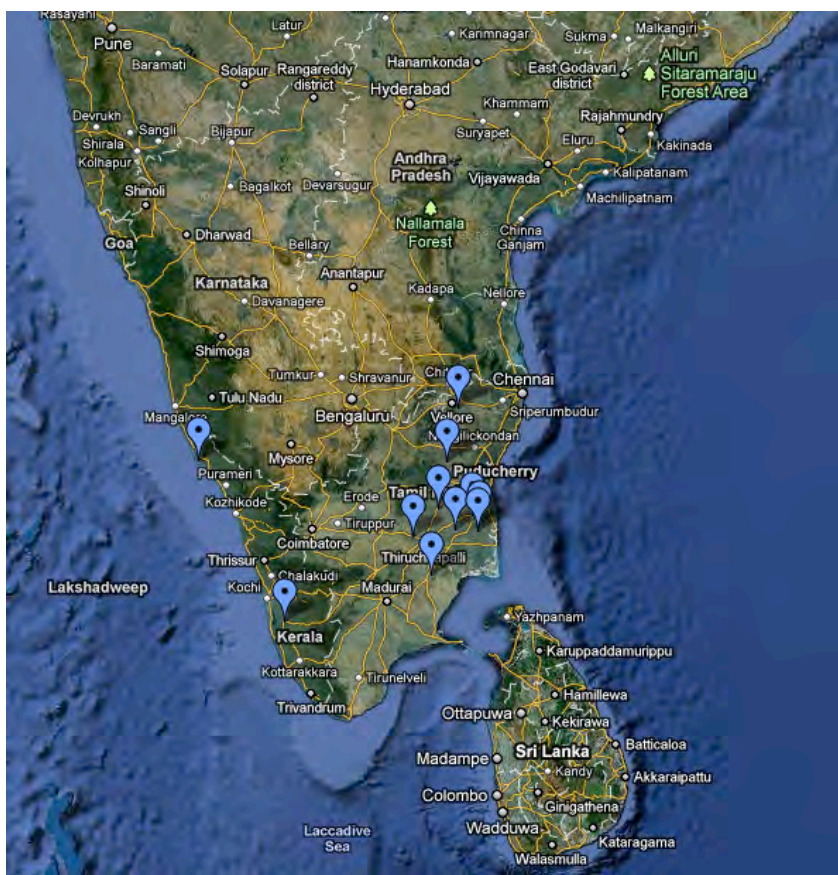 Rasayani
Latur
Karimnagar
Sukma
Malkangiri
Pune
Baramati
Hanamkonda
Alluri
Sitaramaraju
Forest Area
Solapur
Rangareddy
district
East Godavari
district
Hyderabad
Devrukh
Sangli
Khammam
Rajahmundry
Shirala
Bijapur
Suryapet
Eluru
Kakinada
Kolhapur
Andhra
Pradesh
Vijayawada
Kalipatanam
Bagalkot
Devarsugur
Machilipatnam
Shinoli
Nallamala
Forest
Chinna
Ganjam
Goa
Dharwad
Bellary
Karnataka
Anantapur
Kadapa
Nellore
Davanagere
Shimoga
Tumkur
Shravanur
Chennai
Tulu Nadu
Bengaluru
Vellore
Sriperumbudur
Mangalore
Mysore
Puducherry
Purameri
Tamil
Erode
Kozhikode
Tiruppur
Coimbatore
Thrissur
Chalakudi
Lakshadweep
Kochi
Madurai
Yazhpanam
Kerala
Karuppaddamurippu
Kottarakkara
Tirunelveli
Hamillewa
Trivandrum
Ottapuwa
Kekirawa
Sri Lanka
Batticaloa
Madampe
Kandy
Akkaraipattu
Colombo
Ginigathena
Wadduwa
Laccadive
Sea
Kataragama
Walasmulla